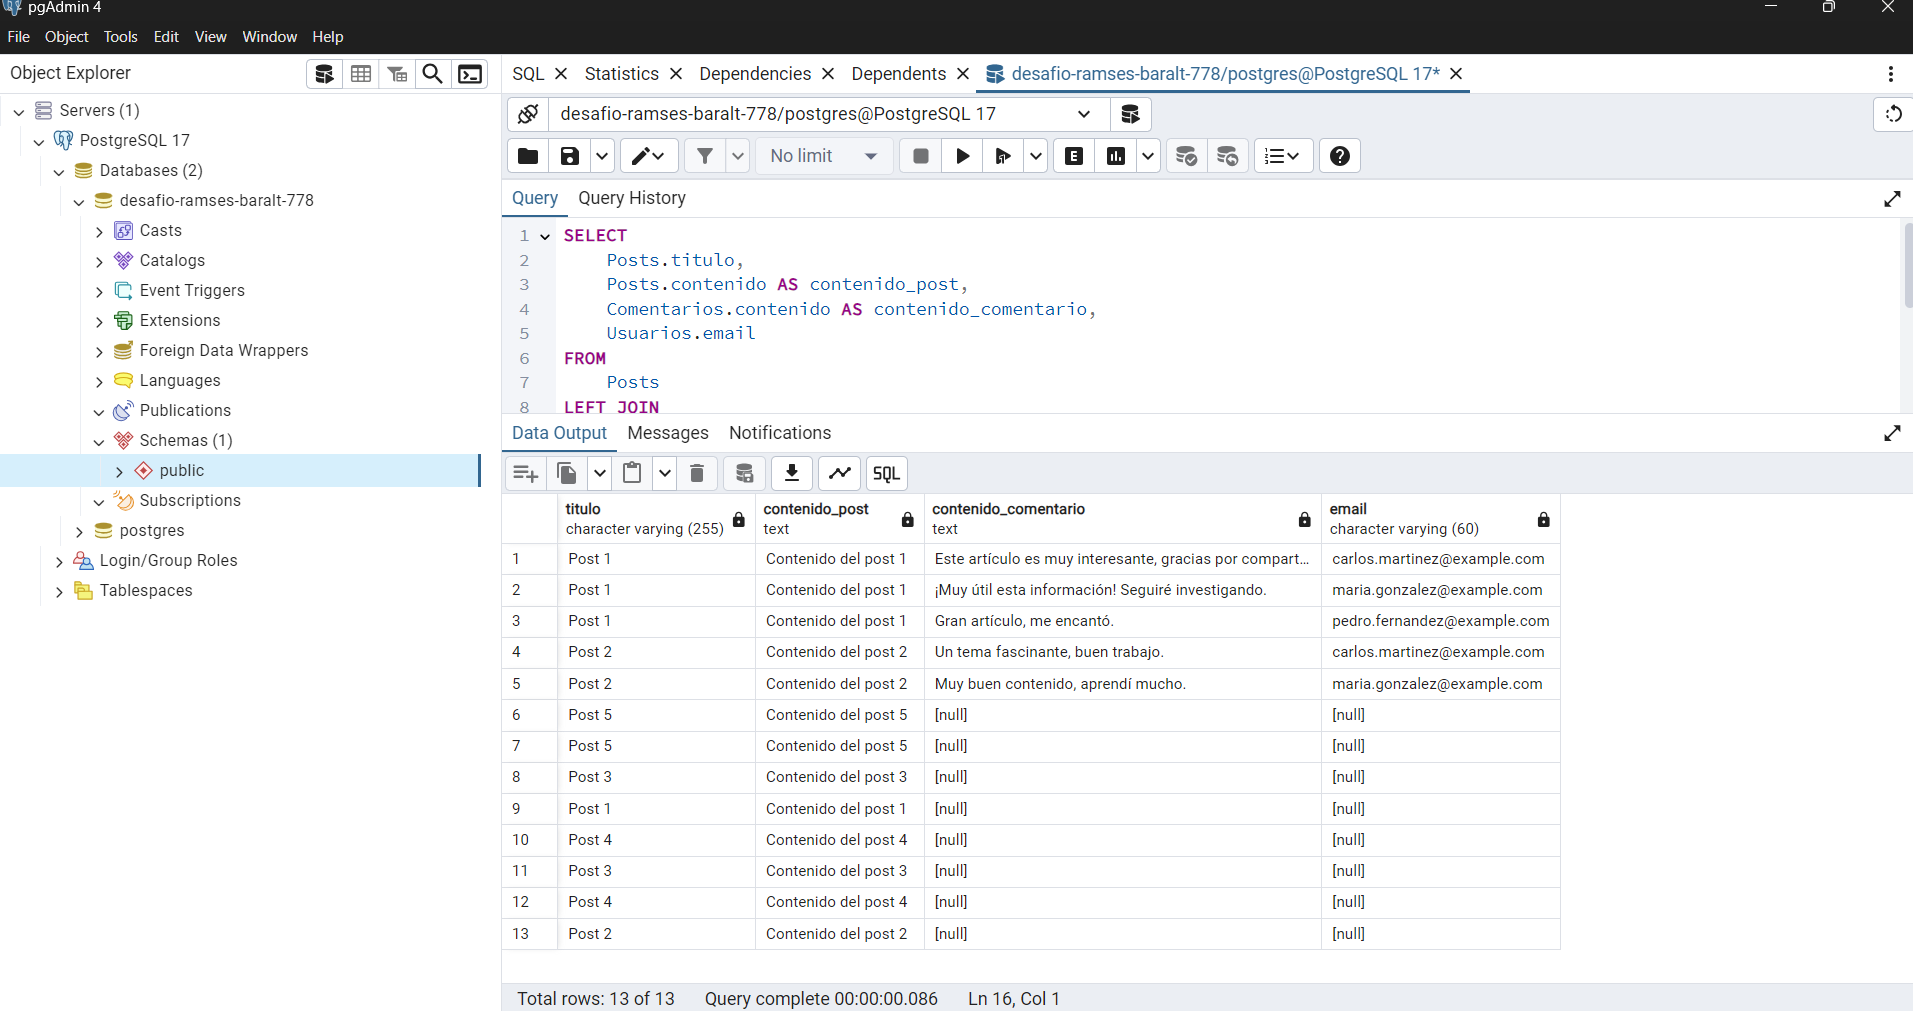 pgAdmin 4
File Object Tools Edit View Window Help
Object Explorer
SQL Statistics Dependencies Dependents desafio-ramses-baralt-778/postgres@PostgreSQL 17*
Servers (1)
PostgreSQL 17
Databases (2)
desafio-ramses-baralt-778
Casts
Catalogs
Event Triggers
Extensions
Foreign Data Wrappers
Languages
Publications
Schemas (1)
public
Subscriptions
postgres
Login/Group Roles
Tablespaces
desafio-ramses-baralt-778/postgres@PostgreSQL 17
No limit E
Query Query History
1 SELECT
2 Posts.titulo,
3 Posts.contenido AS contenido_post,
4 Comentarios.contenido AS contenido_comentario,
5 Usuarios.email
6 FROM
7 Posts
8 LEFT JOIN
Data Output Messages Notifications
SQL
titulo contenido_post contenido_comentario email
character varying (255) text text character varying (60)
1 Post 1 Contenido del post 1 Este artículo es muy interesante, gracias por compart... carlos.martinez@example.com
2 Post 1 Contenido del post 1 ¡Muy útil esta información! Seguiré investigando. maria.gonzalez@example.com
3 Post 1 Contenido del post 1 Gran artículo, me encantó. pedro.fernandez@example.com
4 Post 2 Contenido del post 2 Un tema fascinante, buen trabajo. carlos.martinez@example.com
5 Post 2 Contenido del post 2 Muy buen contenido, aprendí mucho. maria.gonzalez@example.com
6 Post 5 Contenido del post 5 [null] [null]
7 Post 5 Contenido del post 5 [null] [null]
8 Post 3 Contenido del post 3 [null] [null]
9 Post 1 Contenido del post 1 [null] [null]
10 Post 4 Contenido del post 4 [null] [null]
11 Post 3 Contenido del post 3 [null] [null]
12 Post 4 Contenido del post 4 [null] [null]
13 Post 2 Contenido del post 2 [null] [null]
Total rows: 13 of 13 Query complete 00:00:00.086 Ln 16, Col 1